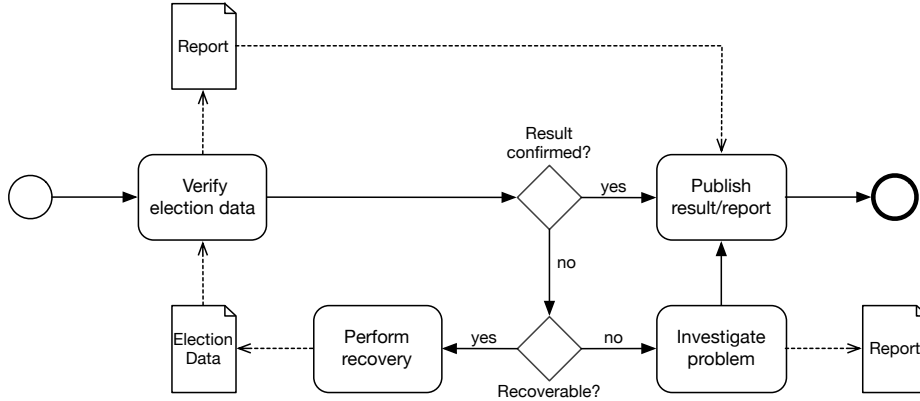 Report
Result
confirmed?
Verify
election data
yes
Publish
result/report
no
Election
Data
Perform
recovery
yes
no
Investigate
problem
Report
Recoverable?